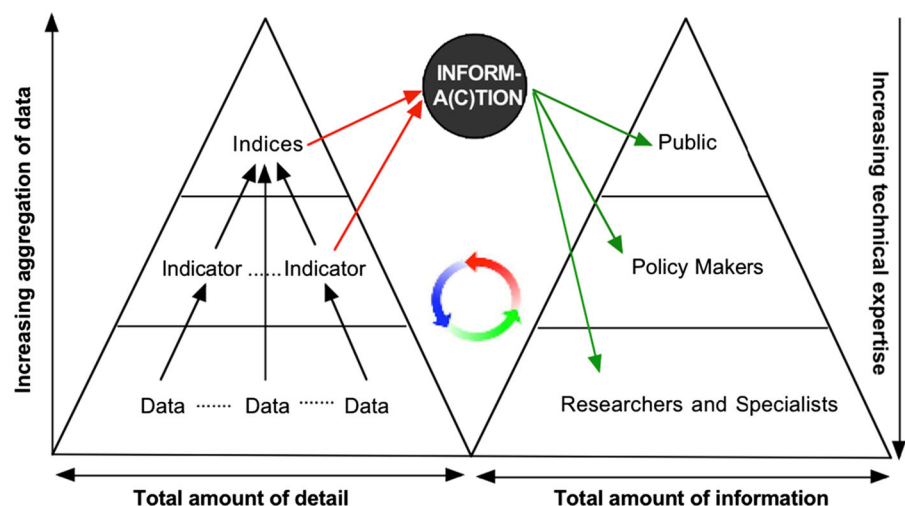 INFORM-
A(C)TION
Increasing aggregation of data
Indices
Indicator ...... Indicator
Data ...... Data ...... Data
Total amount of detail
Public
Policy Makers
Researchers and Specialists
Total amount of information
Increasing technical expertise